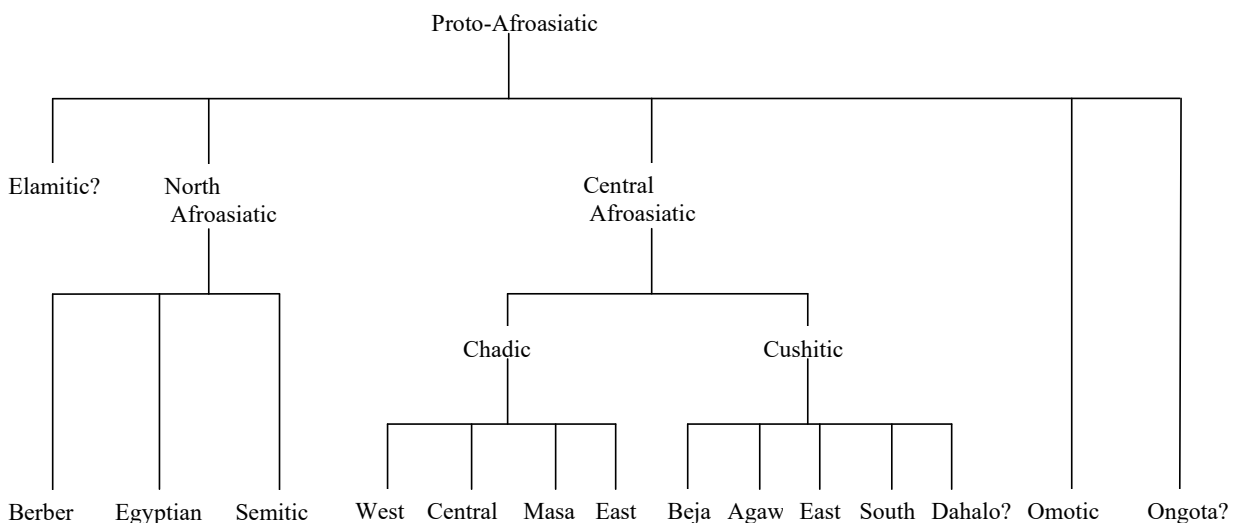 Proto-Afroasiatic
Elamitic? North Central
Afroasiatic Afroasiatic
Chadic Cushitic
Berber Egyptian Semitic West Central Masa East Beja Agaw East South Dahalo? Omotic Ongota?